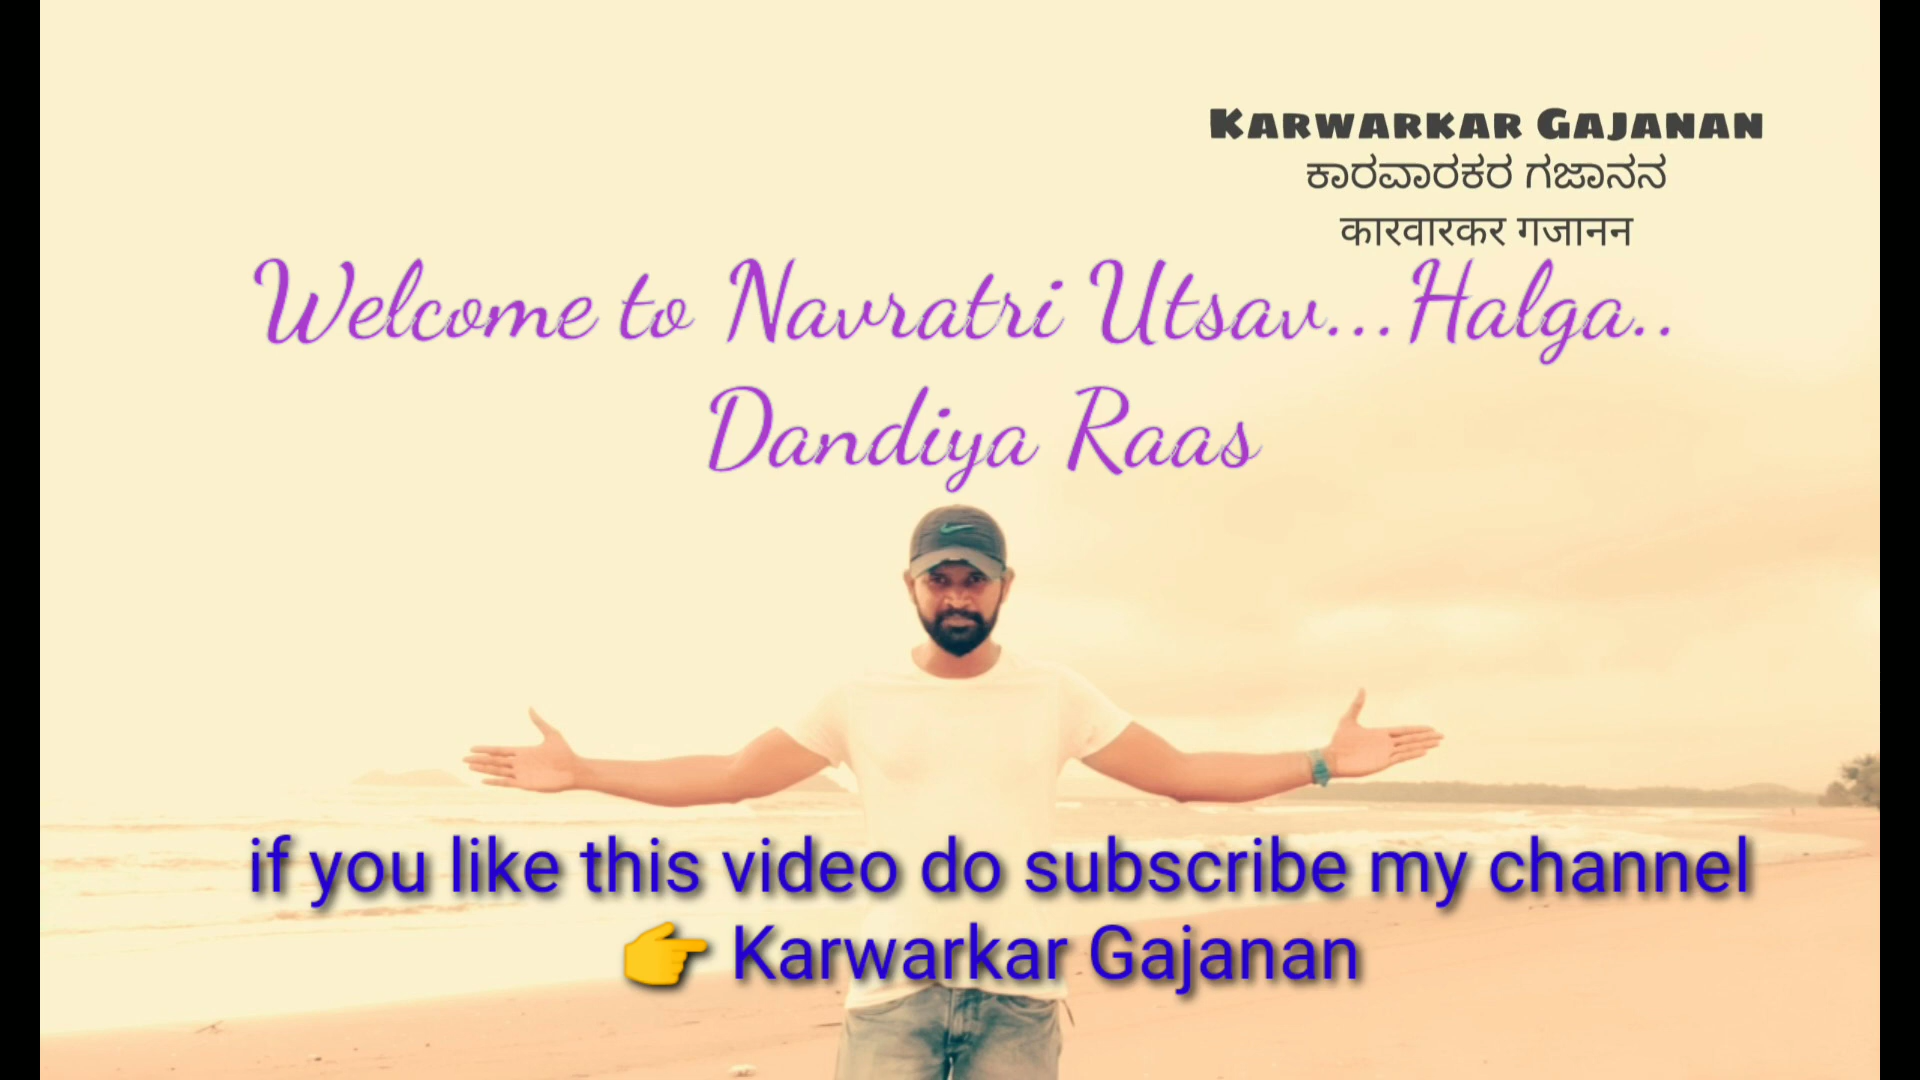 Karwarkar Gajanan
ಕಾರವಾರಕರ ಗಜಾನನ
कारवारकर गजानन
Welcome to Navratri Utsav...Halga..
Dandiya Raas
if you like this video do subscribe my channel
👉 Karwarkar Gajanan